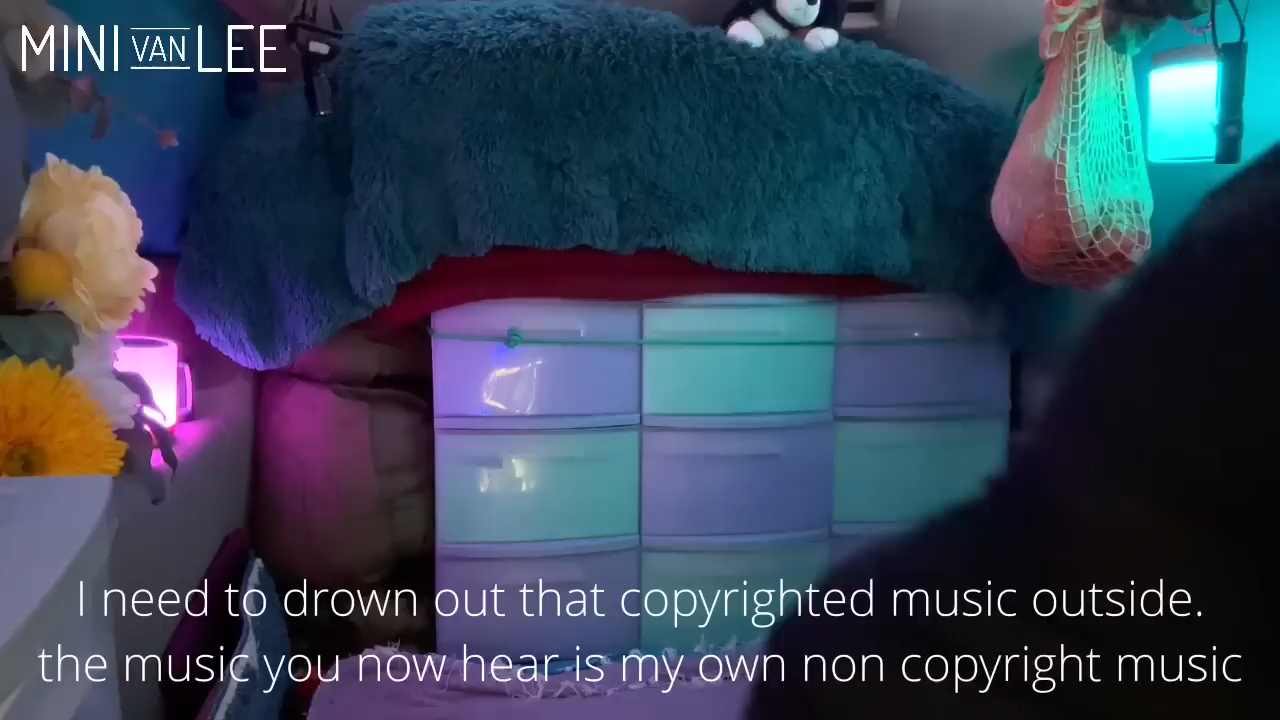 MINI VAN LEE
I need to drown out that copyrighted music outside.
the music you now hear is my own non copyright music